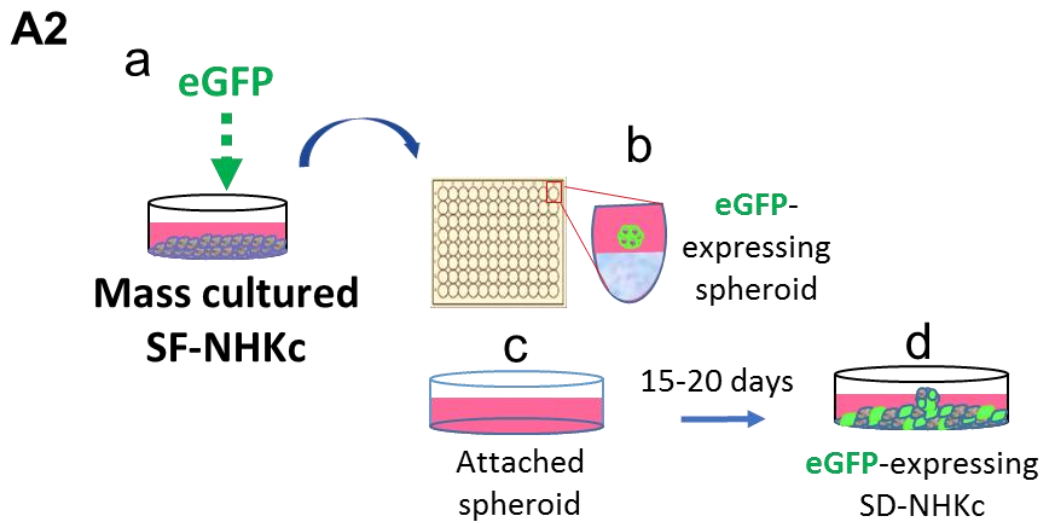 A2
a
eGFP
Mass cultured
SF-NHKc
b
eGFP-
expressing
spheroid
c
Attached
spheroid
15-20 days
d
eGFP-expressing
SD-NHKc